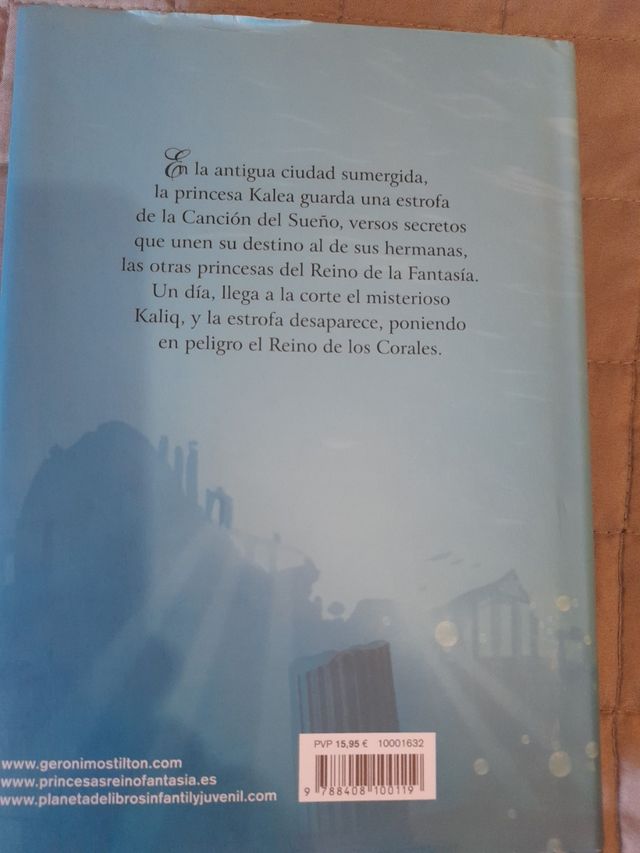 En la antigua ciudad sumergida,
la princesa Kalea guarda una estrofa
de la Canción del Sueño, versos secretos
que unen su destino al de sus hermanas,
las otras princesas del Reino de la Fantasía.
Un día, llega a la corte el misterioso
Kaliq, y la estrofa desaparece, poniendo
en peligro el Reino de los Corales.
PVP 15,95 € 10001632
9 788408 100119
www.geronimostilton.com
www.princesasreinofantasia.es
www.planetadelibrosinfantilyjuvenil.com